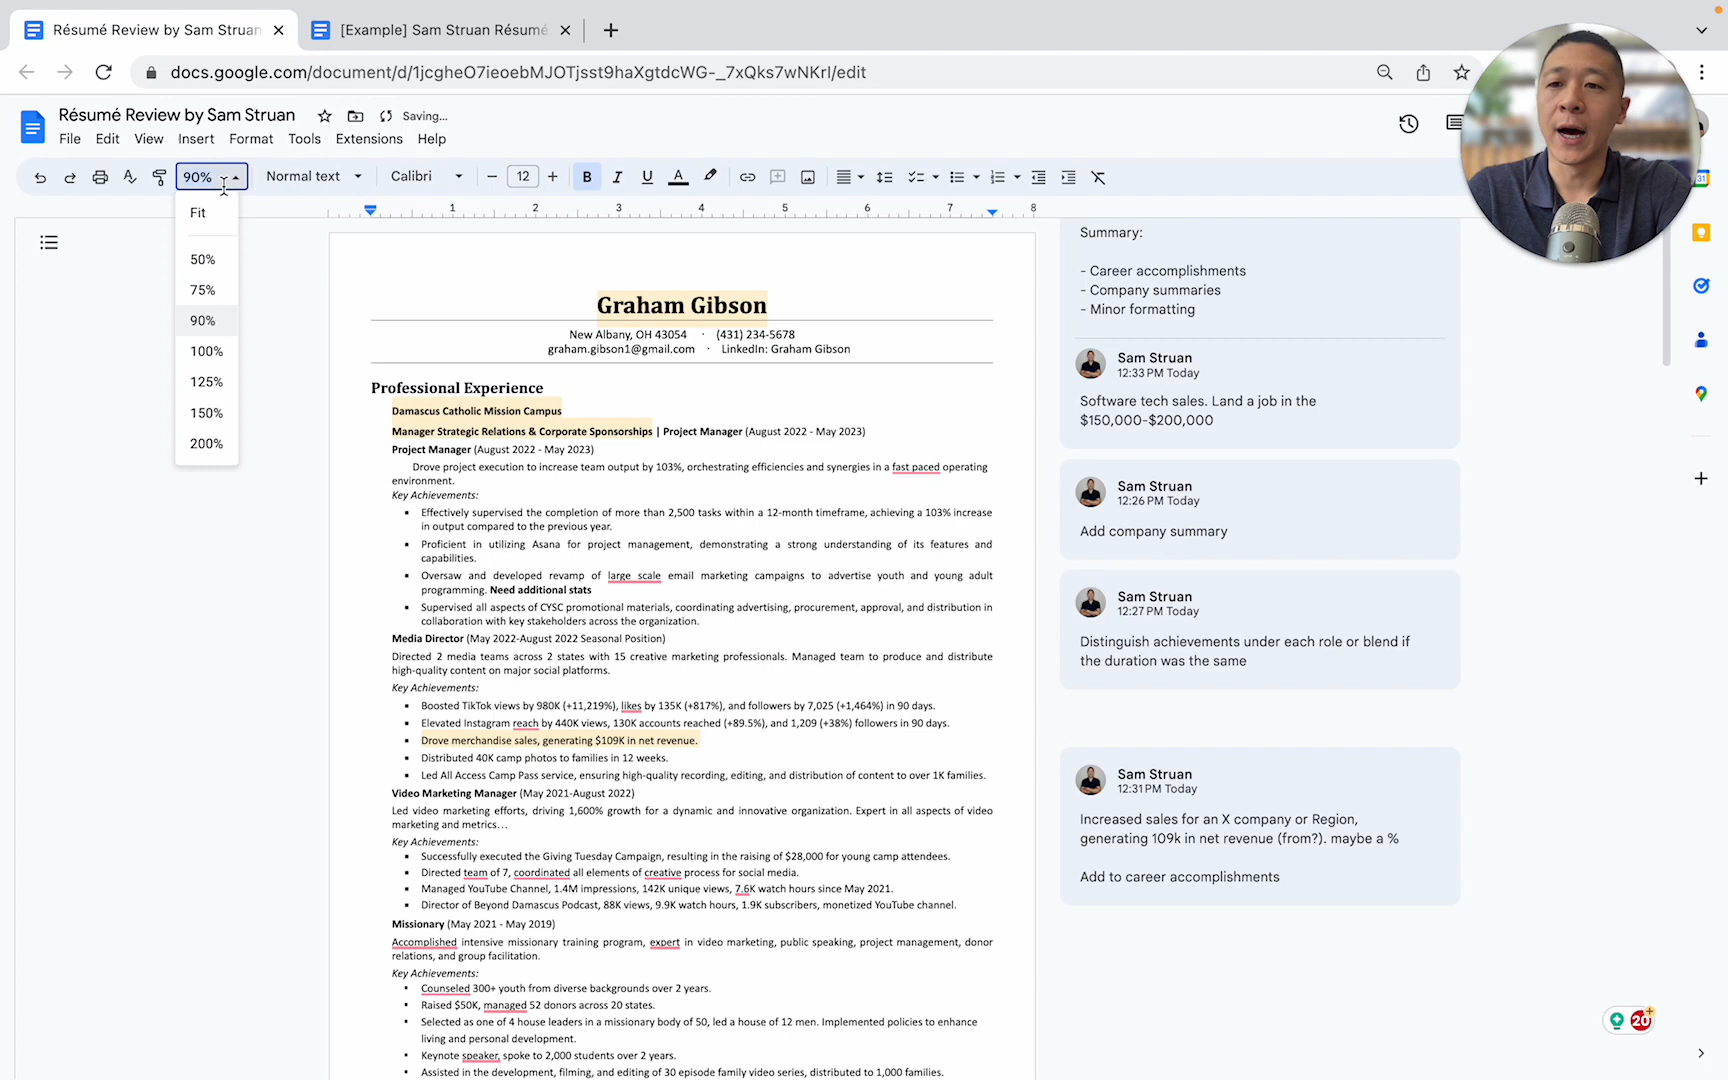 Résumé Review by Sam Struan
[Example] Sam Struan Résumé
docs.google.com/document/d/1jcgheO7ieoebMJOTjsst9haXgtdcWG-_7xQks7wNKrI/edit
Résumé Review by Sam Struan
Saving...
File Edit View Insert Format Tools Extensions Help
90% Normal text Calibri 12 B I U A
Fit
50%
75%
90%
100%
125%
150%
200%
1 2 3 4 5 6 7 8
Graham Gibson
New Albany, OH 43054 · (431) 234-5678
graham.gibson1@gmail.com · LinkedIn: Graham Gibson
Professional Experience
Damascus Catholic Mission Campus
Manager Strategic Relations & Corporate Sponsorships | Project Manager (August 2022 - May 2023)
Project Manager (August 2022 - May 2023)
Drove project execution to increase team output by 103%, orchestrating efficiencies and synergies in a fast paced operating
environment.
Key Achievements:
▪ Effectively supervised the completion of more than 2,500 tasks within a 12-month timeframe, achieving a 103% increase
in output compared to the previous year.
▪ Proficient in utilizing Asana for project management, demonstrating a strong understanding of its features and
capabilities.
▪ Oversaw and developed revamp of large scale email marketing campaigns to advertise youth and young adult
programming. Need additional stats
▪ Supervised all aspects of CYSC promotional materials, coordinating advertising, procurement, approval, and distribution in
collaboration with key stakeholders across the organization.
Media Director (May 2022-August 2022 Seasonal Position)
Directed 2 media teams across 2 states with 15 creative marketing professionals. Managed team to produce and distribute
high-quality content on major social platforms.
Key Achievements:
▪ Boosted TikTok views by 980K (+11,219%), likes by 135K (+817%), and followers by 7,025 (+1,464%) in 90 days.
▪ Elevated Instagram reach by 440K views, 130K accounts reached (+89.5%), and 1,209 (+38%) followers in 90 days.
▪ Drove merchandise sales, generating $109K in net revenue.
▪ Distributed 40K camp photos to families in 12 weeks.
▪ Led All Access Camp Pass service, ensuring high-quality recording, editing, and distribution of content to over 1K families.
Video Marketing Manager (May 2021-August 2022)
Led video marketing efforts, driving 1,600% growth for a dynamic and innovative organization. Expert in all aspects of video
marketing and metrics…
Key Achievements:
▪ Successfully executed the Giving Tuesday Campaign, resulting in the raising of $28,000 for young camp attendees.
▪ Directed team of 7, coordinated all elements of creative process for social media.
▪ Managed YouTube Channel, 1.4M impressions, 142K unique views, 7.6K watch hours since May 2021.
▪ Director of Beyond Damascus Podcast, 88K views, 9.9K watch hours, 1.9K subscribers, monetized YouTube channel.
Missionary (May 2021 - May 2019)
Accomplished intensive missionary training program, expert in video marketing, public speaking, project management, donor
relations, and group facilitation.
Key Achievements:
▪ Counseled 300+ youth from diverse backgrounds over 2 years.
▪ Raised $50K, managed 52 donors across 20 states.
▪ Selected as one of 4 house leaders in a missionary body of 50, led a house of 12 men. Implemented policies to enhance
living and personal development.
▪ Keynote speaker, spoke to 2,000 students over 2 years.
▪ Assisted in the development, filming, and editing of 30 episode family video series, distributed to 1,000 families.
Summary:
- Career accomplishments
- Company summaries
- Minor formatting
Sam Struan
12:33 PM Today
Software tech sales. Land a job in the
$150,000-$200,000
Sam Struan
12:26 PM Today
Add company summary
Sam Struan
12:27 PM Today
Distinguish achievements under each role or blend if
the duration was the same
Sam Struan
12:31 PM Today
Increased sales for an X company or Region,
generating 109k in net revenue (from?). maybe a %
Add to career accomplishments
31
20